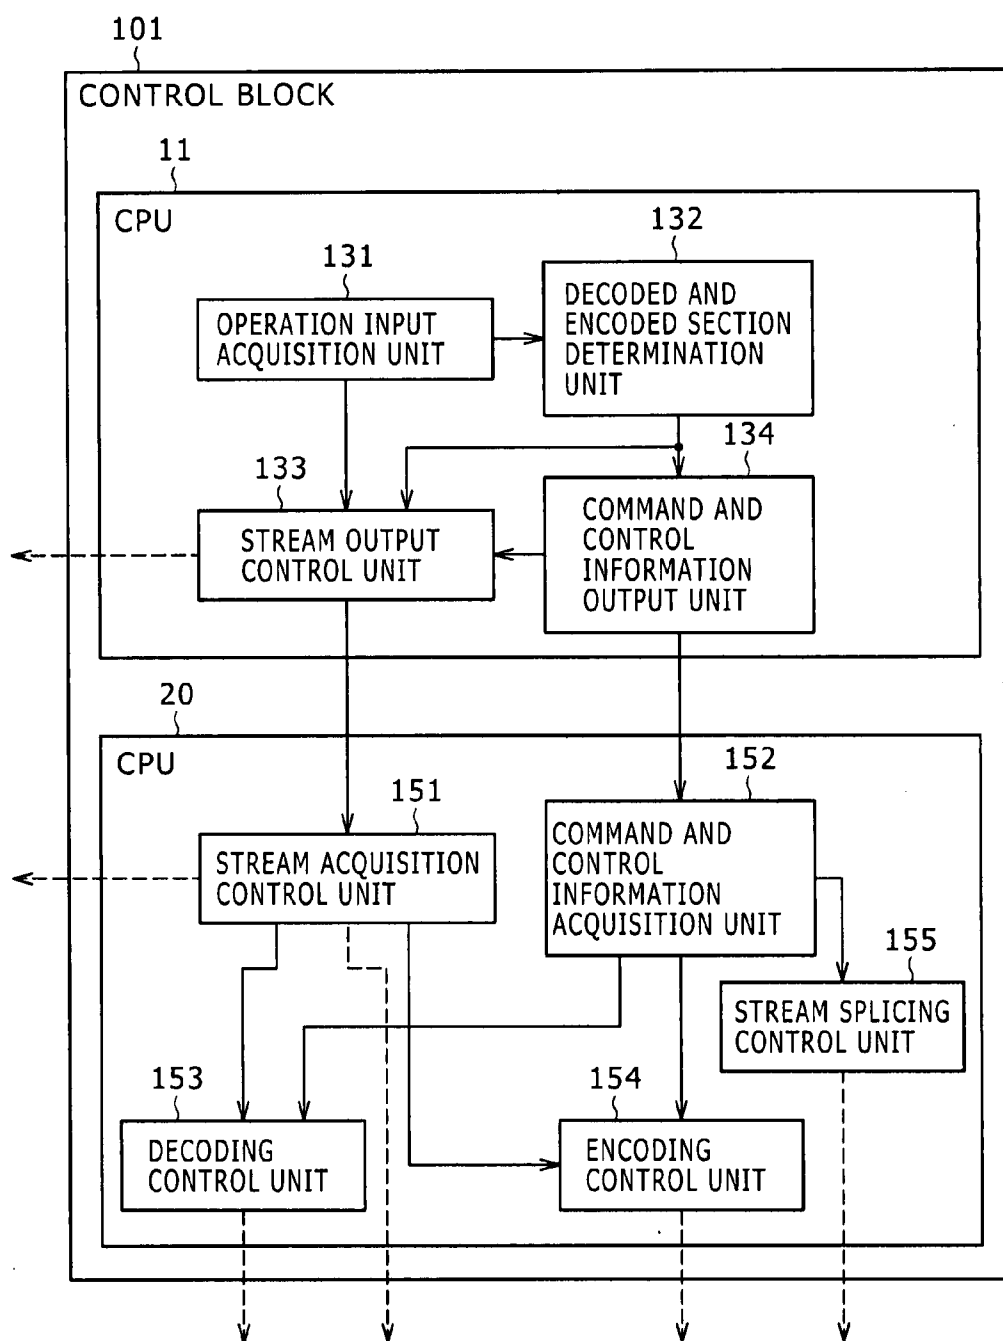 101
CONTROL BLOCK
11
CPU
131
OPERATION INPUT
ACQUISITION UNIT
132
DECODED AND
ENCODED SECTION
DETERMINATION
UNIT
133
STREAM OUTPUT
CONTROL UNIT
134
COMMAND AND
CONTROL
INFORMATION
OUTPUT UNIT
20
CPU
151
STREAM ACQUISITION
CONTROL UNIT
152
COMMAND AND
CONTROL
INFORMATION
ACQUISITION UNIT
155
STREAM SPLICING
CONTROL UNIT
153
DECODING
CONTROL UNIT
154
ENCODING
CONTROL UNIT